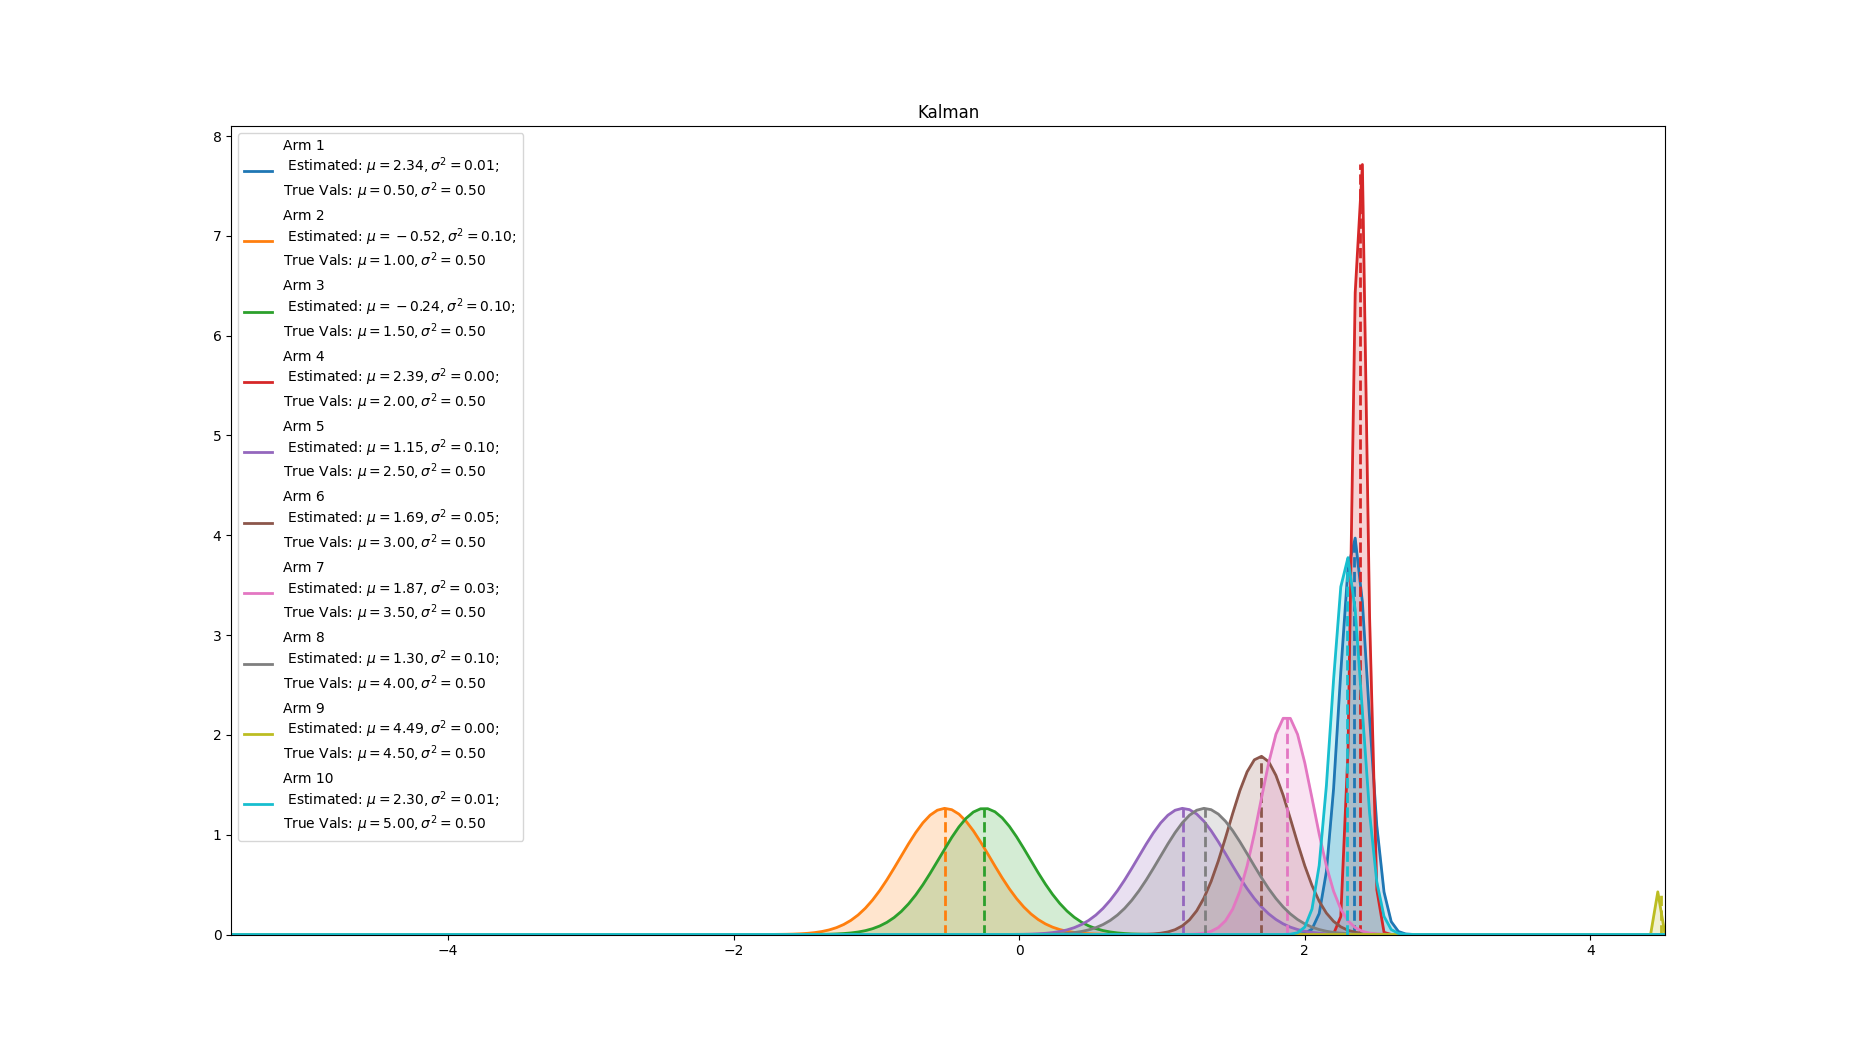 Kalman
8
7
6
5
4
3
2
1
0
Arm 1
Estimated: μ = 2.34, σ² = 0.01;
True Vals: μ = 0.50, σ² = 0.50
Arm 2
Estimated: μ = −0.52, σ² = 0.10;
True Vals: μ = 1.00, σ² = 0.50
Arm 3
Estimated: μ = −0.24, σ² = 0.10;
True Vals: μ = 1.50, σ² = 0.50
Arm 4
Estimated: μ = 2.39, σ² = 0.00;
True Vals: μ = 2.00, σ² = 0.50
Arm 5
Estimated: μ = 1.15, σ² = 0.10;
True Vals: μ = 2.50, σ² = 0.50
Arm 6
Estimated: μ = 1.69, σ² = 0.05;
True Vals: μ = 3.00, σ² = 0.50
Arm 7
Estimated: μ = 1.87, σ² = 0.03;
True Vals: μ = 3.50, σ² = 0.50
Arm 8
Estimated: μ = 1.30, σ² = 0.10;
True Vals: μ = 4.00, σ² = 0.50
Arm 9
Estimated: μ = 4.49, σ² = 0.00;
True Vals: μ = 4.50, σ² = 0.50
Arm 10
Estimated: μ = 2.30, σ² = 0.01;
True Vals: μ = 5.00, σ² = 0.50
−4 −2 0 2 4